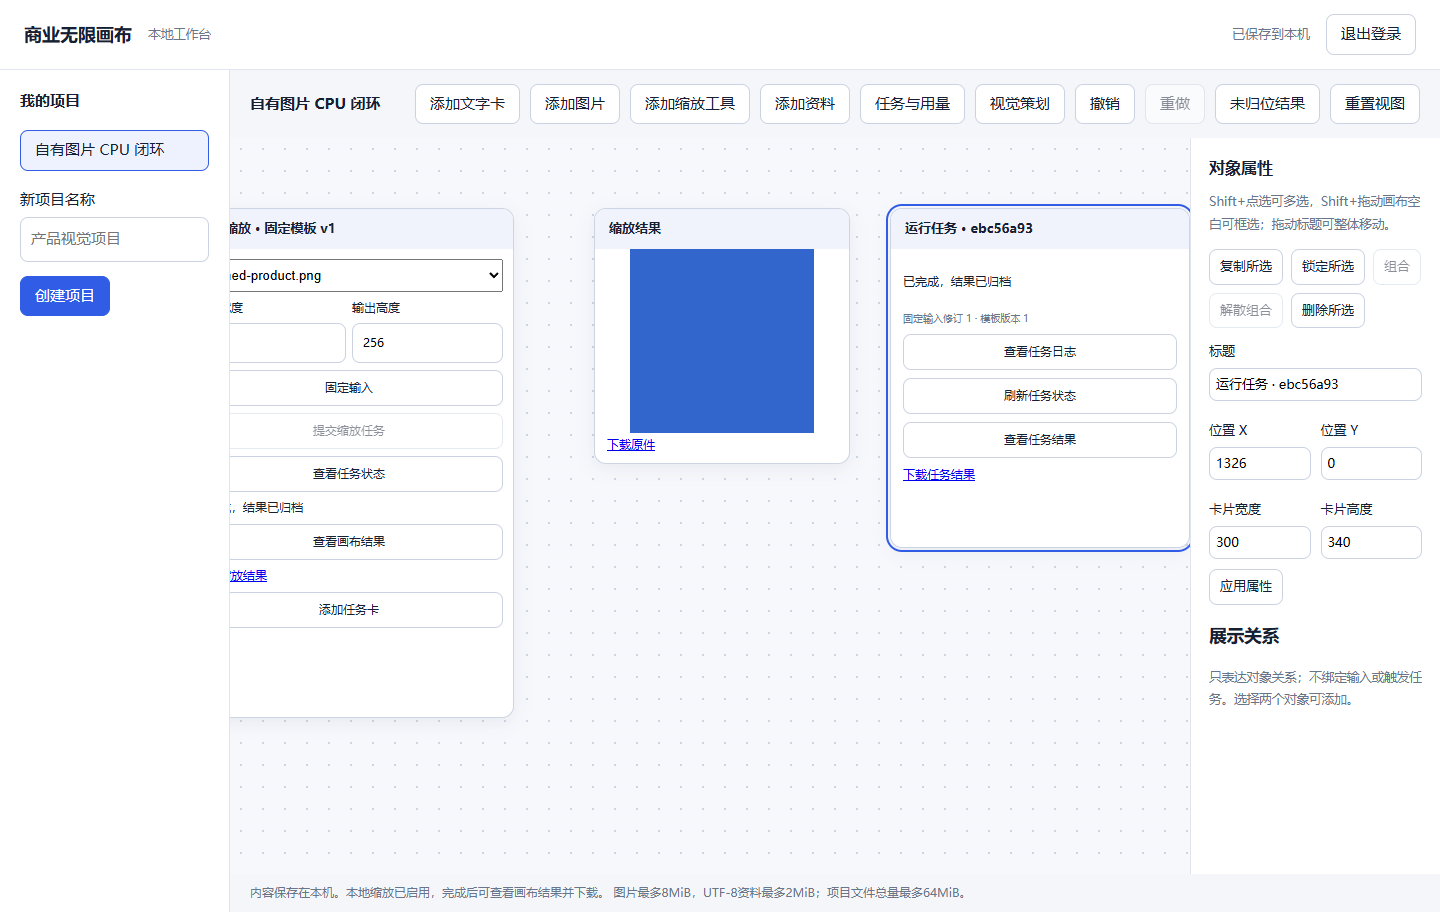 商业无限画布 本地工作台
已保存到本机 退出登录
我的项目
自有图片 CPU 闭环
新项目名称
产品视觉项目
创建项目
自有图片 CPU 闭环 添加文字卡 添加图片 添加缩放工具 添加资料 任务与用量 视觉策划 撤销 重做 未归位结果 重置视图
缩放 • 固定模板 v1
ned-product.png
宽度 输出高度
256
固定输入
提交缩放任务
查看任务状态
，结果已归档
查看画布结果
缩放结果
添加任务卡
缩放结果
下载原件
运行任务 • ebc56a93
已完成，结果已归档
固定输入修订 1 · 模板版本 1
查看任务日志
刷新任务状态
查看任务结果
下载任务结果
对象属性
Shift+点选可多选，Shift+拖动画布空
白可框选；拖动标题可整体移动。
复制所选 锁定所选 组合
解散组合 删除所选
标题
运行任务 · ebc56a93
位置 X 位置 Y
1326 0
卡片宽度 卡片高度
300 340
应用属性
展示关系
只表达对象关系；不绑定输入或触发任
务。选择两个对象可添加。
内容保存在本机。本地缩放已启用，完成后可查看画布结果并下载。 图片最多8MiB，UTF-8资料最多2MiB；项目文件总量最多64MiB。